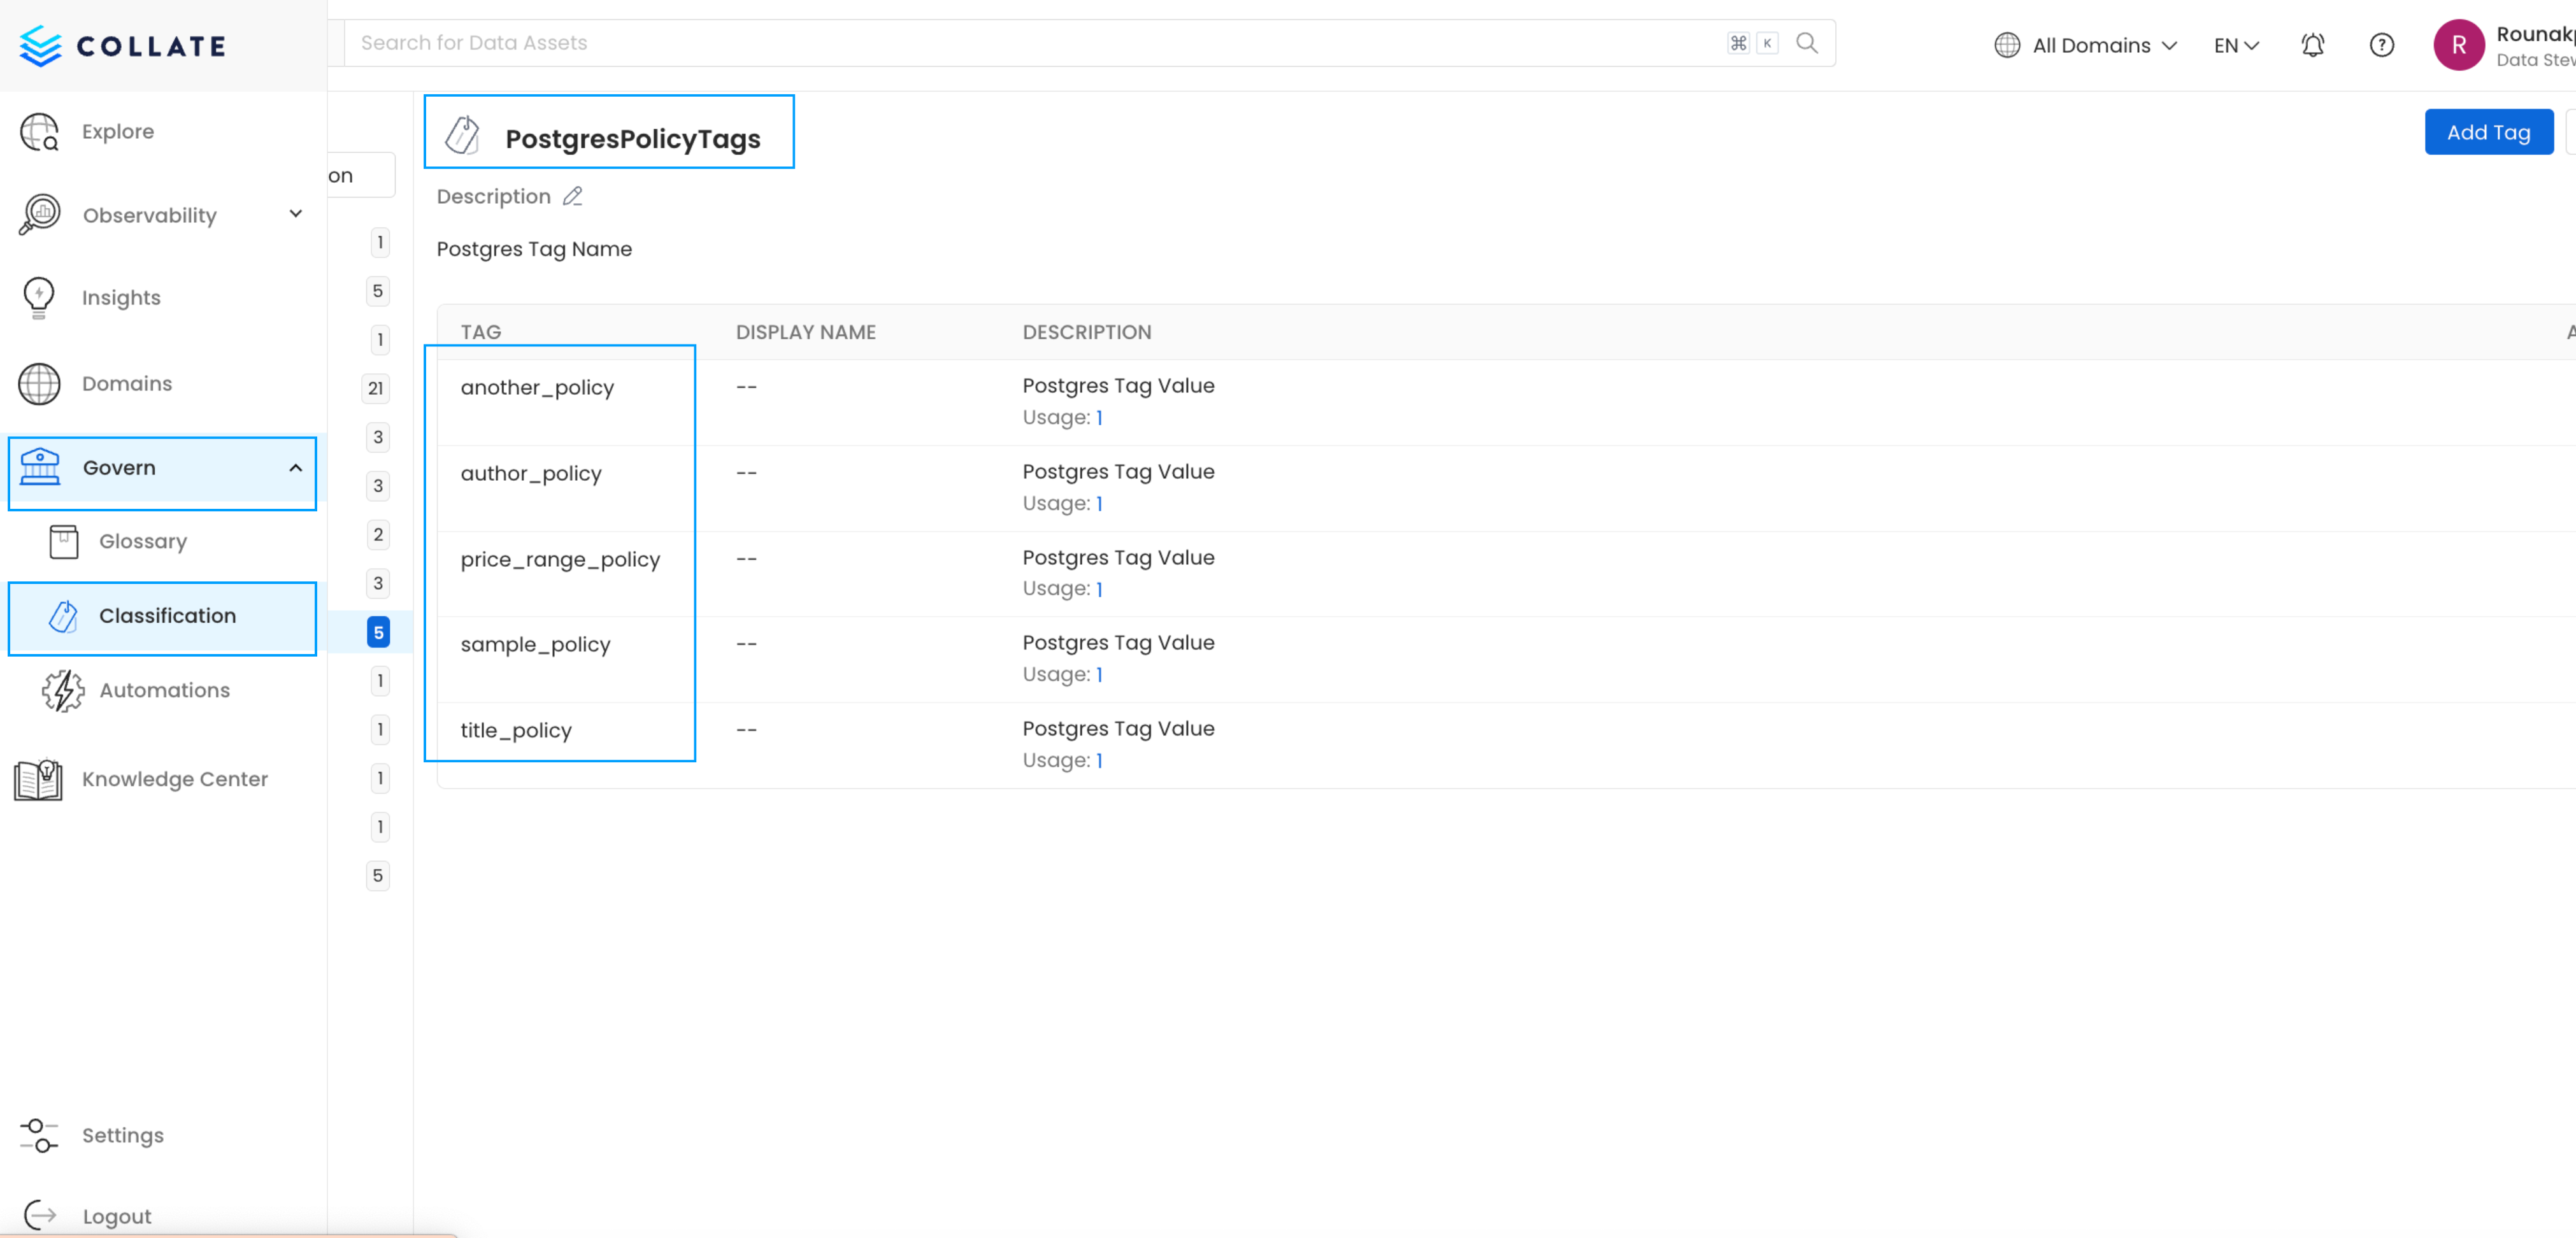 COLLATE
Search for Data Assets
⌘ K
All Domains
EN
R
Data
Explore
Observability
Insights
Domains
Govern
Glossary
Classification
Automations
Knowledge Center
Settings
Logout
on
1
5
1
21
3
3
2
3
5
1
1
1
1
5
PostgresPolicyTags
Add Tag
Description
Postgres Tag Name
TAG DISPLAY NAME DESCRIPTION
another_policy -- Postgres Tag Value
Usage: 1
author_policy -- Postgres Tag Value
Usage: 1
price_range_policy -- Postgres Tag Value
Usage: 1
sample_policy -- Postgres Tag Value
Usage: 1
title_policy -- Postgres Tag Value
Usage: 1